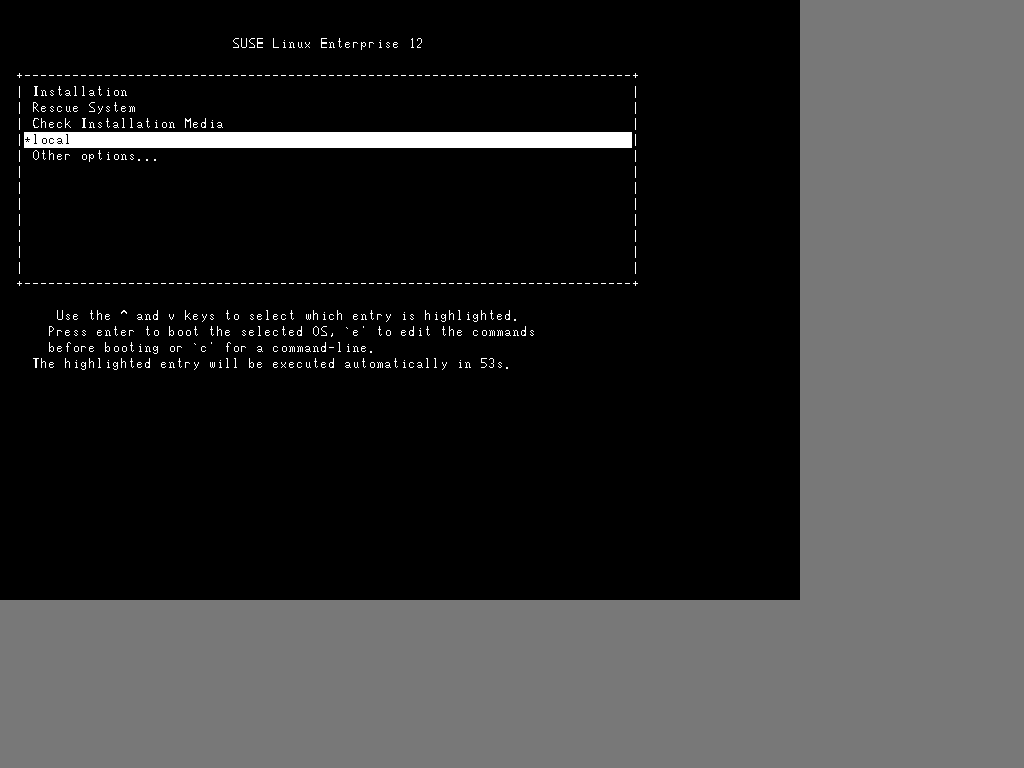 SUSE Linux Enterprise 12
Installation
Rescue System
Check Installation Media
*local
Other options...
Use the ^ and v keys to select which entry is highlighted.
Press enter to boot the selected OS, `e' to edit the commands
before booting or `c' for a command-line.
The highlighted entry will be executed automatically in 53s.